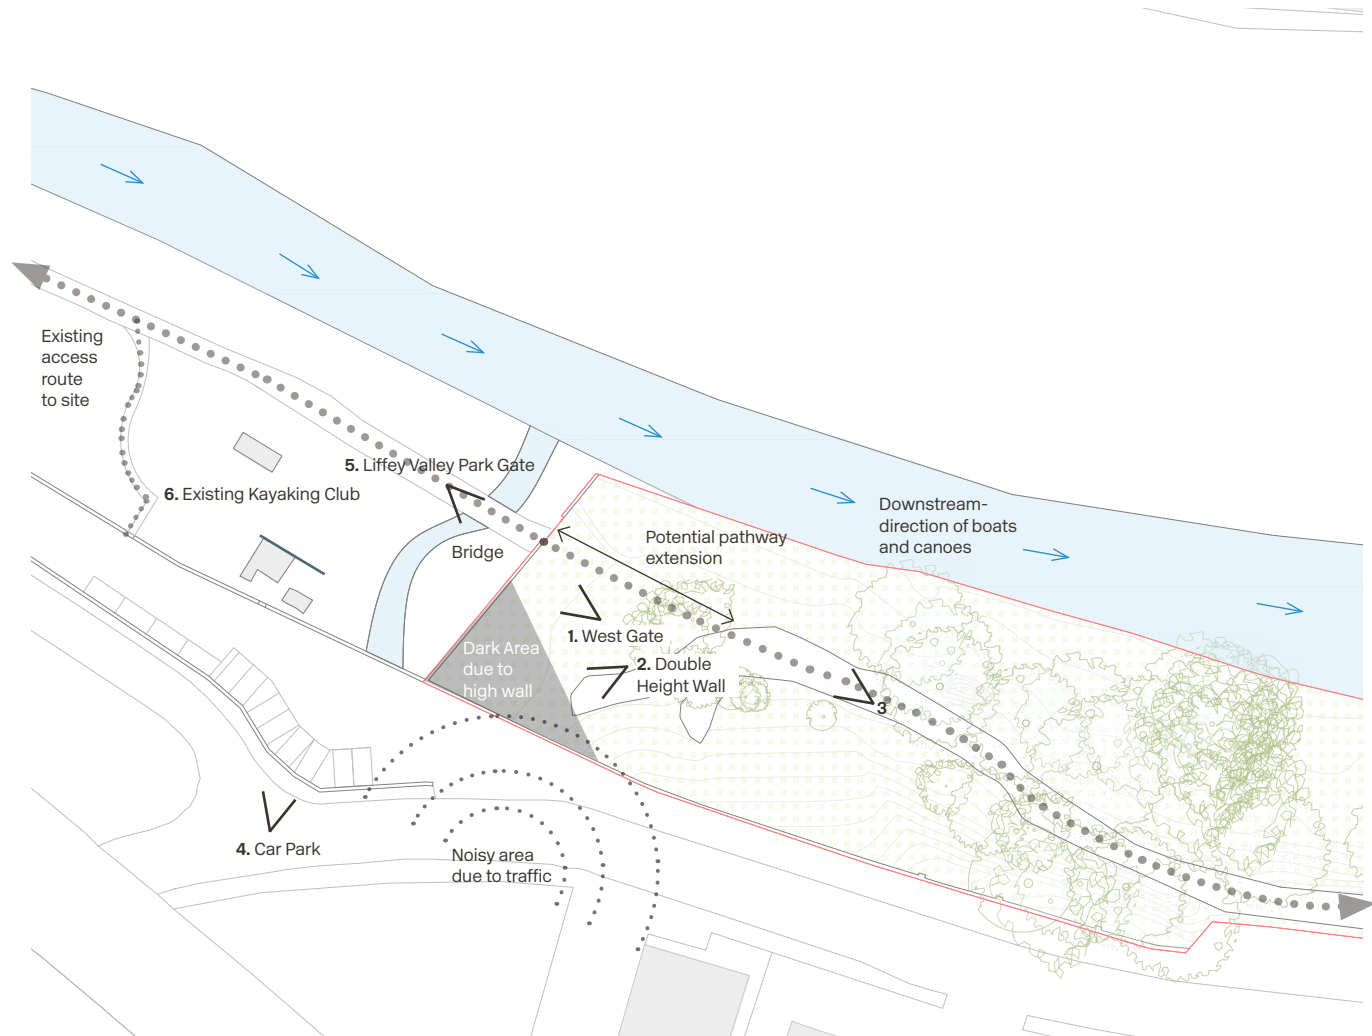 Existing
access
route
to site
5. Liffey Valley Park Gate
6. Existing Kayaking Club
Bridge
Potential pathway
extension
Downstream-
direction of boats
and canoes
1. West Gate
Dark Area
due to
high wall
2. Double
Height Wall
3
4. Car Park
Noisy area
due to traffic